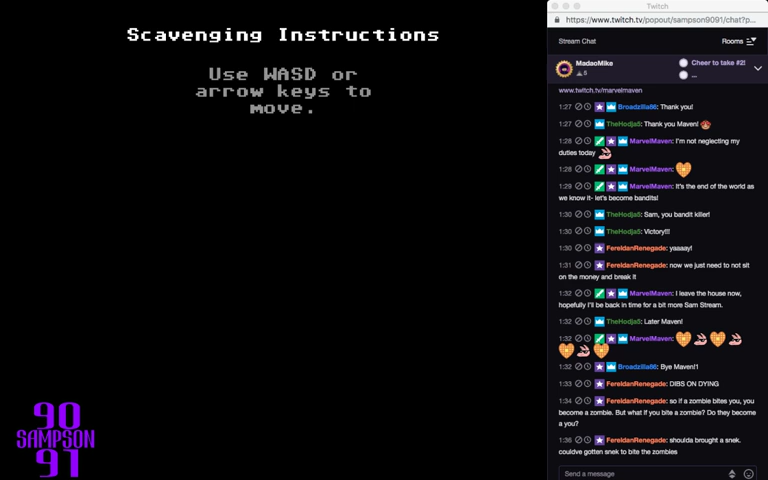 Scavenging Instructions
Use WASD or
arrow keys to
move.
90
SAMPSON
91
Twitch
https://www.twitch.tv/popout/sampson9091/chat?p...
Stream Chat
Rooms
MadaoMike
6
Cheer to take #2!
...
www.twitch.tv/marvelmaven
1:27 Broadzilla86: Thank you!
1:27 TheHodja5: Thank you Maven!
1:28 MarvelMaven: I'm not neglecting my
duties today
1:28 MarvelMaven:
1:29 MarvelMaven: It's the end of the world as
we know it- let's become bandits!
1:30 TheHodja5: Sam, you bandit killer!
1:30 TheHodja5: Victory!!!
1:30 FereldanRenegade: yaaaay!
1:31 FereldanRenegade: now we just need to not sit
on the money and break it
1:32 MarvelMaven: I leave the house now,
hopefully I'll be back in time for a bit more Sam Stream.
1:32 TheHodja5: Later Maven!
1:32 MarvelMaven:
1:32 Broadzilla86: Bye Maven!1
1:33 FereldanRenegade: DIBS ON DYING
1:34 FereldanRenegade: so if a zombie bites you, you
become a zombie. But what if you bite a zombie? Do they become
a you?
1:36 FereldanRenegade: shoulda brought a snek.
couldve gotten snek to bite the zombies
Send a message